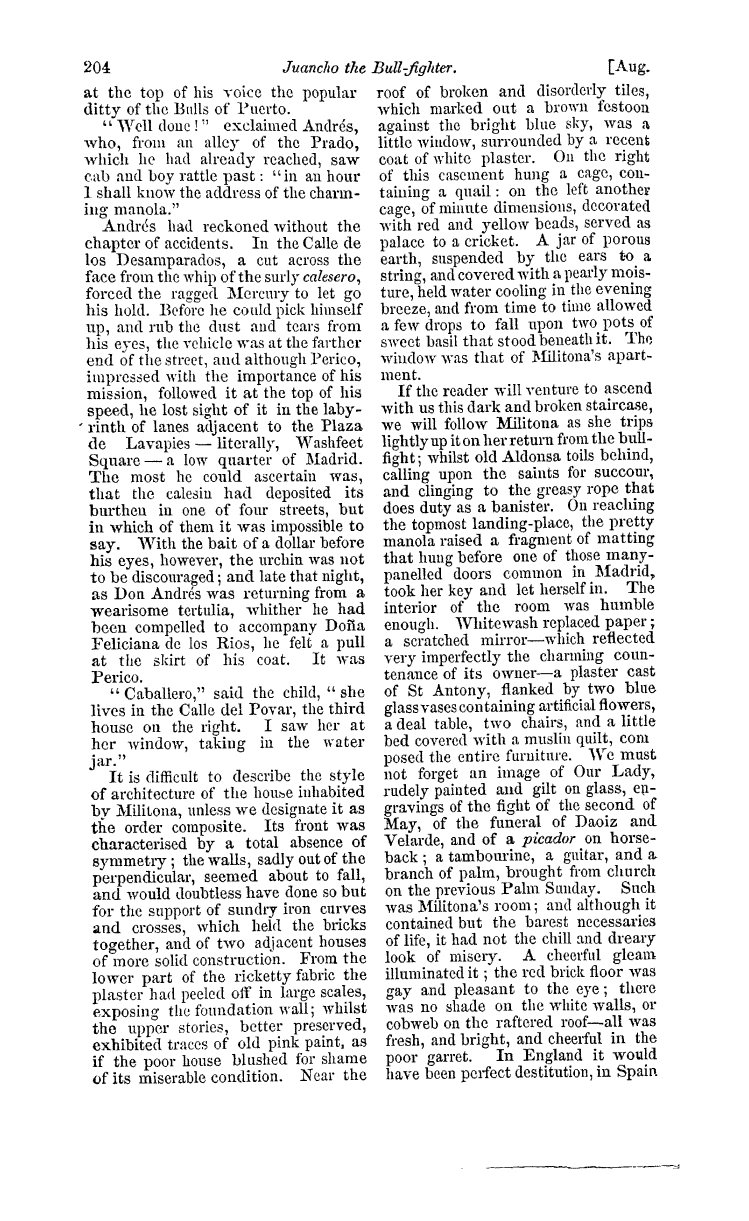 204
Juancho the Bull-fighter.
[Aug.
at the top of his voice the popular
ditty of the Bulls of Puerto.
"Well done!" exclaimed Andrés,
who, from an alley of the Prado,
which he had already reached, saw
cab and boy rattle past: "in an hour
I shall know the address of the charm-
ing manola."
Andrés had reckoned without the
chapter of accidents. In the Calle de
los Desamparados, a cut across the
face from the whip of the surly calesero,
forced the ragged Mercury to let go
his hold. Before he could pick himself
up, and rub the dust and tears from
his eyes, the vehicle was at the farther
end of the street, and although Perico,
impressed with the importance of his
mission, followed it at the top of his
speed, he lost sight of it in the laby-
rinth of lanes adjacent to the Plaza
de Lavapies — literally, Washfeet
Square — a low quarter of Madrid.
The most he could ascertain was,
that the calesin had deposited its
burthen in one of four streets, but
in which of them it was impossible to
say. With the bait of a dollar before
his eyes, however, the urchin was not
to be discouraged; and late that night,
as Don Andrés was returning from a
wearisome tertulia, whither he had
been compelled to accompany Doña
Feliciana de los Rios, he felt a pull
at the skirt of his coat. It was
Perico.
"Caballero," said the child, "she
lives in the Calle del Povar, the third
house on the right. I saw her at
her window, taking in the water
jar."
It is difficult to describe the style
of architecture of the house inhabited
by Militona, unless we designate it as
the order composite. Its front was
characterised by a total absence of
symmetry; the walls, sadly out of the
perpendicular, seemed about to fall,
and would doubtless have done so but
for the support of sundry iron curves
and crosses, which held the bricks
together, and of two adjacent houses
of more solid construction. From the
lower part of the ricketty fabric the
plaster had peeled off in large scales,
exposing the foundation wall; whilst
the upper stories, better preserved,
exhibited traces of old pink paint, as
if the poor house blushed for shame
of its miserable condition. Near the
roof of broken and disorderly tiles,
which marked out a brown festoon
against the bright blue sky, was a
little window, surrounded by a recent
coat of white plaster. On the right
of this casement hung a cage, con-
taining a quail: on the left another
cage, of minute dimensions, decorated
with red and yellow beads, served as
palace to a cricket. A jar of porous
earth, suspended by the ears to a
string, and covered with a pearly mois-
ture, held water cooling in the evening
breeze, and from time to time allowed
a few drops to fall upon two pots of
sweet basil that stood beneath it. The
window was that of Militona's apart-
ment.
If the reader will venture to ascend
with us this dark and broken staircase,
we will follow Militona as she trips
lightly up it on her return from the bull-
fight; whilst old Aldonsa toils behind,
calling upon the saints for succour,
and clinging to the greasy rope that
does duty as a banister. On reaching
the topmost landing-place, the pretty
manola raised a fragment of matting
that hung before one of those many-
panelled doors common in Madrid,
took her key and let herself in. The
interior of the room was humble
enough. Whitewash replaced paper;
a scratched mirror—which reflected
very imperfectly the charming coun-
tenance of its owner—a plaster cast
of St Antony, flanked by two blue
glass vases containing artificial flowers,
a deal table, two chairs, and a little
bed covered with a muslin quilt, com
posed the entire furniture. We must
not forget an image of Our Lady,
rudely painted and gilt on glass, en-
gravings of the fight of the second of
May, of the funeral of Daoiz and
Velarde, and of a picador on horse-
back; a tambourine, a guitar, and a
branch of palm, brought from church
on the previous Palm Sunday. Such
was Militona's room; and although it
contained but the barest necessaries
of life, it had not the chill and dreary
look of misery. A cheerful gleam
illuminated it; the red brick floor was
gay and pleasant to the eye; there
was no shade on the white walls, or
cobweb on the raftered roof—all was
fresh, and bright, and cheerful in the
poor garret. In England it would
have been perfect destitution, in Spain